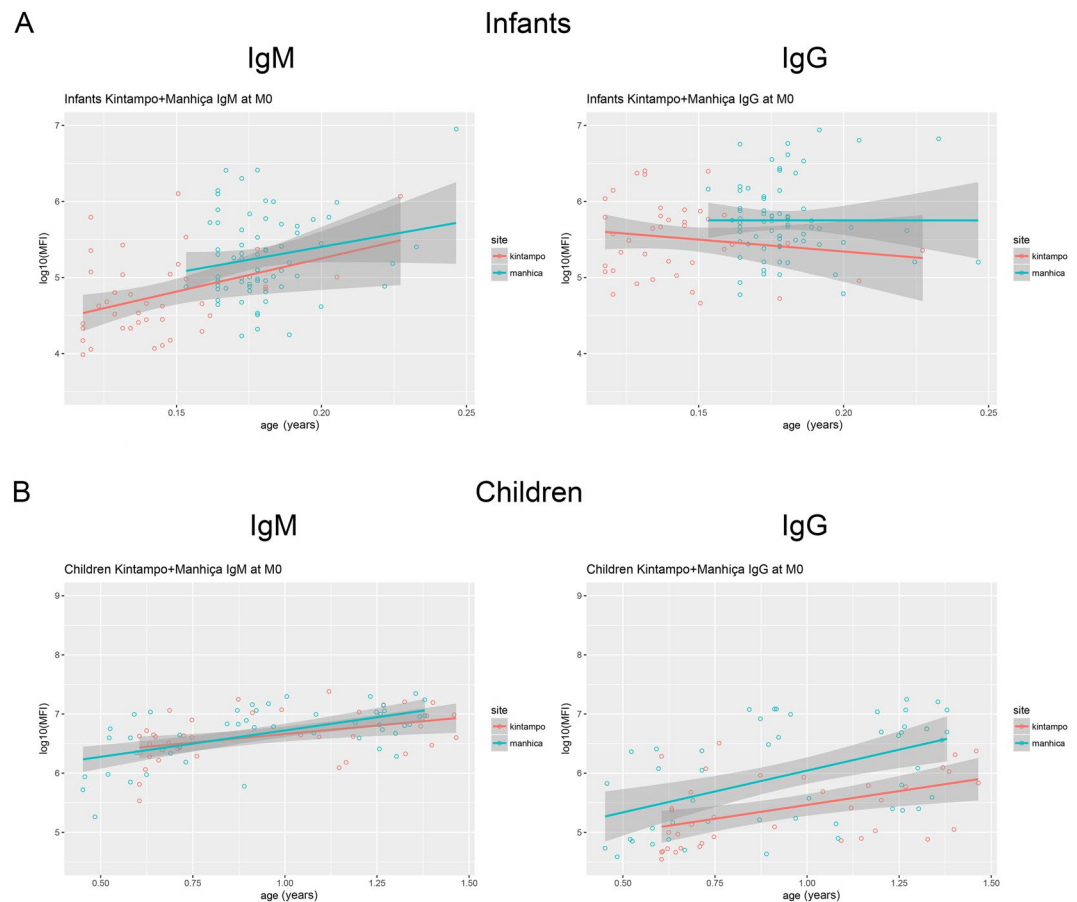 A
Infants
IgM
IgG
Infants Kintampo+Manhiça IgM at M0
7
6
5
4
log10(MFI)
0.15
0.20
0.25
age (years)
site
kintampo
manhica
Infants Kintampo+Manhiça IgG at M0
7
6
5
4
log10(MFI)
0.15
0.20
0.25
age (years)
site
kintampo
manhica
B
Children
IgM
IgG
Children Kintampo+Manhiça IgM at M0
9
8
7
6
5
log10(MFI)
0.50
0.75
1.00
1.25
1.50
age (years)
site
kintampo
manhica
Children Kintampo+Manhiça IgG at M0
9
8
7
6
5
log10(MFI)
0.50
0.75
1.00
1.25
1.50
age (years)
site
kintampo
manhica